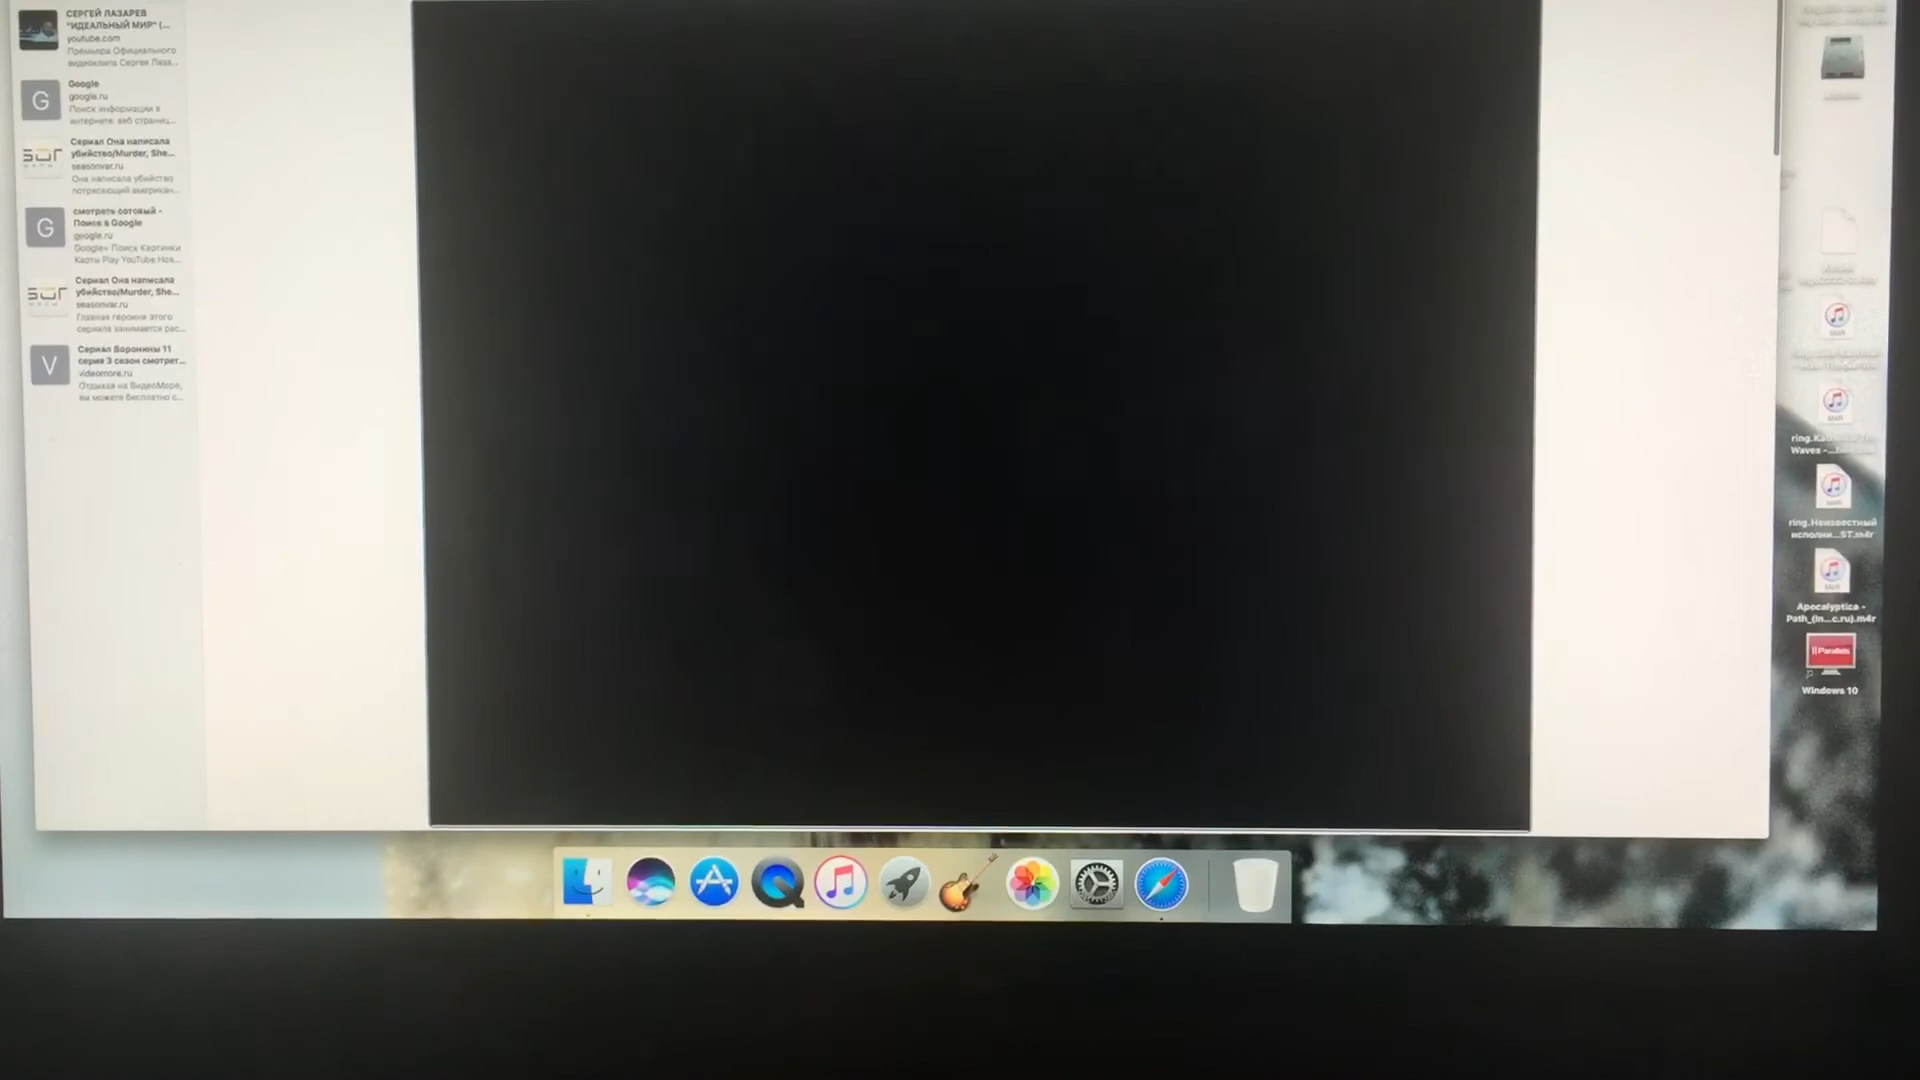 СЕРГЕЙ ЛАЗАРЕВ
"ИДЕАЛЬНЫЙ МИР" (...
youtube.com
Премьера Официального
видеоклипа Сергея Лаза...
G
Google
google.ru
Поиск информации в
интернете: веб страниц...
Сериал Она написала
убийство/Murder, She...
seasonvar.ru
Она написала убийство
потрясающий американ...
G
смотреть сотовый -
Поиск в Google
google.ru
Google+ Поиск Картинки
Карты Play YouTube Нов...
Сериал Она написала
убийство/Murder, She...
seasonvar.ru
Главная героиня этого
сериала занимается рас...
V
Сериал Воронины 11
серия 3 сезон смотрет...
videomore.ru
Отдыхая на ВидеоМоре,
вы можете бесплатно с...
Waves -...
ring.Неизвестный
исполни...ST.m4r
Apocalyptica -
Path_(in...c.ru).m4r
Parallels
Windows 10